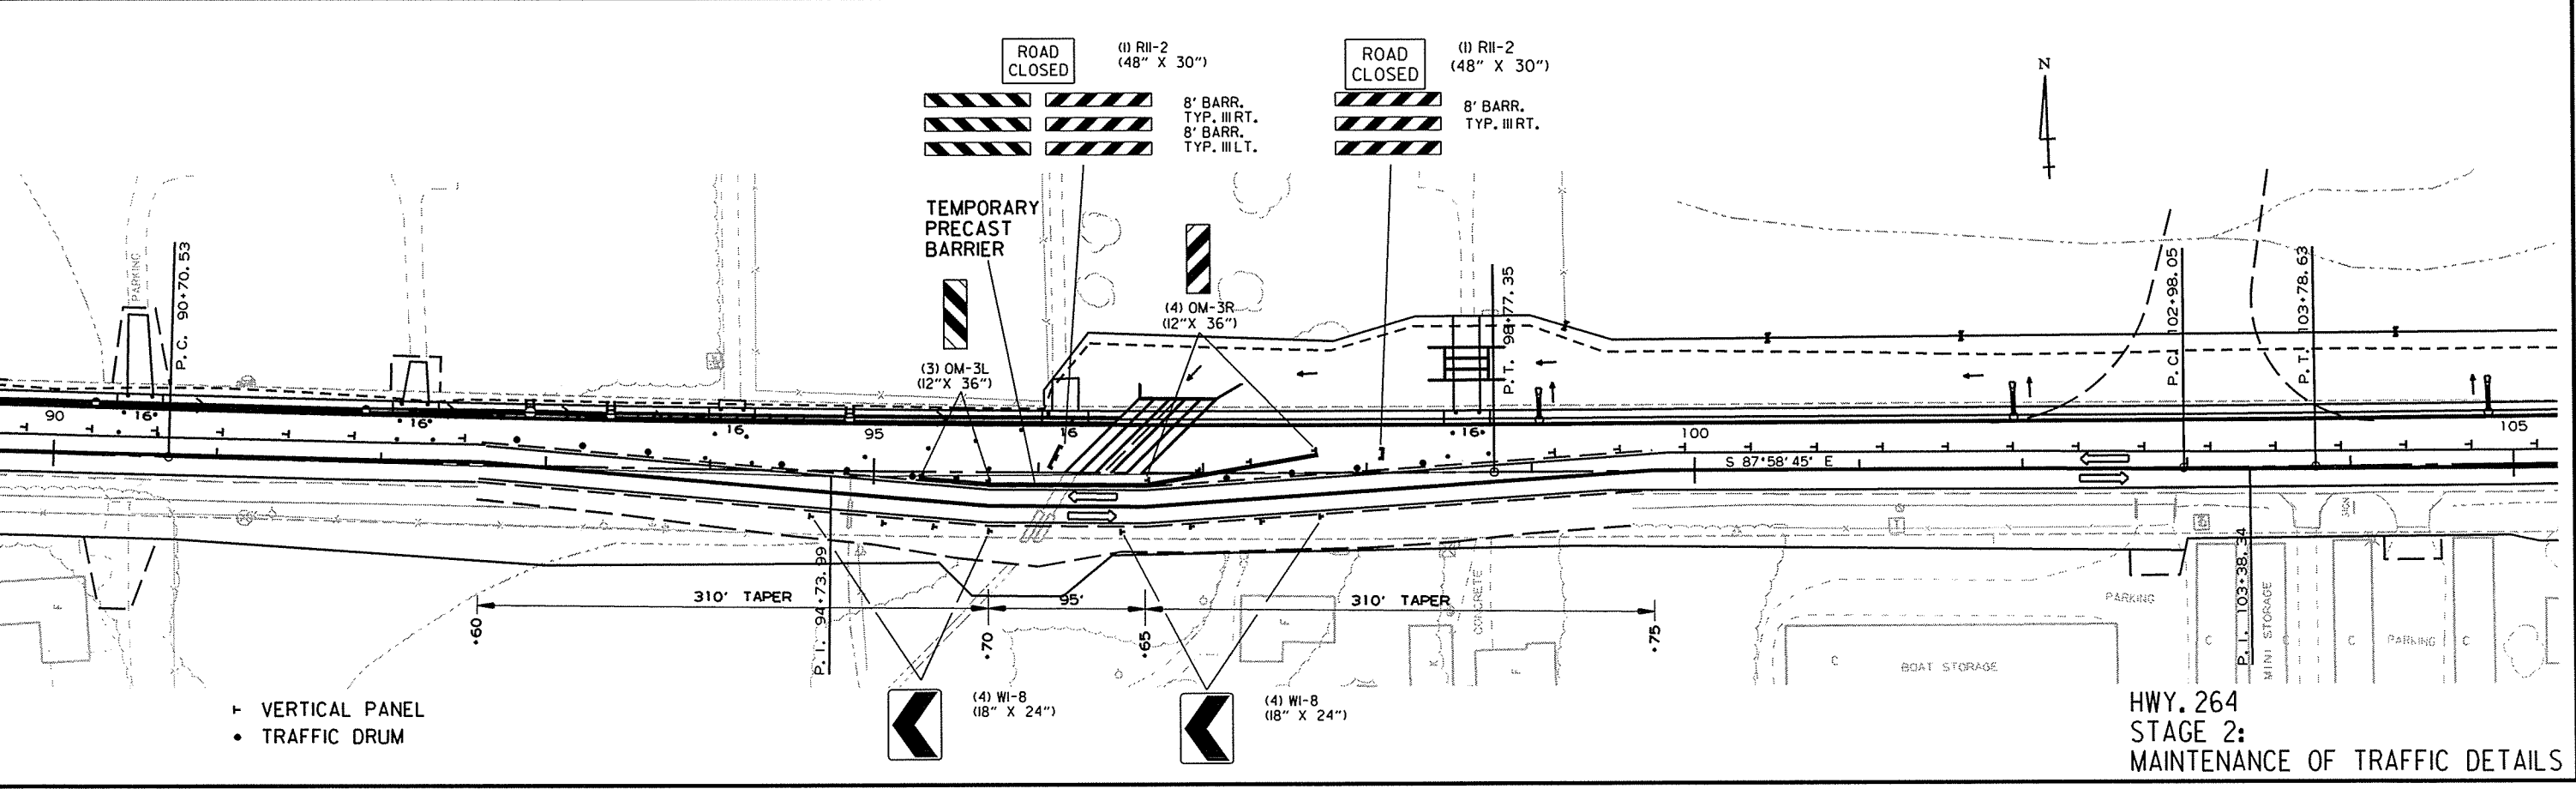 ROAD
CLOSED
(1) R11-2
(48" X 30")
ROAD
CLOSED
(1) R11-2
(48" X 30")
8' BARR.
TYP. III RT.
8' BARR.
TYP. III LT.
8' BARR.
TYP. III RT.
N
TEMPORARY
PRECAST
BARRIER
(4) OM-3R
(12"X 36")
(3) OM-3L
(12"X 36")
PARKING
P.C. 90+70.53
P.T. 98+77.35
P.C. 102+98.05
P.T. 103+78.63
90
16'
16'
16'
95
16'
16'
100
105
S 87°58'45" E
310' TAPER
95'
310' TAPER
+60
P.I. 94+73.99
+70
+65
+75
P.I. 103+38.34
F
F
K
CONCRETE
F
T
C
BOAT STORAGE
PARKING
C
MINI STORAGE
C
C
PARKING
C
VERTICAL PANEL
TRAFFIC DRUM
(4) W1-8
(18" X 24")
(4) W1-8
(18" X 24")
HWY. 264
STAGE 2:
MAINTENANCE OF TRAFFIC DETAILS